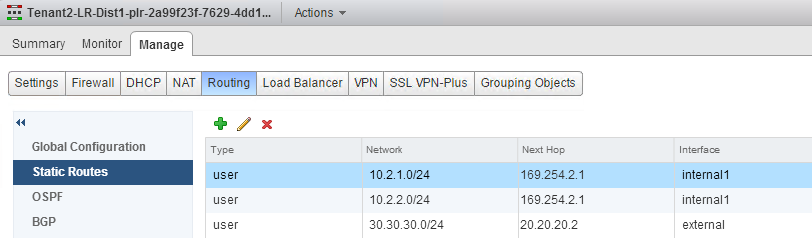 Tenant2-LR-Dist1-plr-2a99f23f-7629-4dd1... Actions
Summary Monitor Manage
Settings Firewall DHCP NAT Routing Load Balancer VPN SSL VPN-Plus Grouping Objects
Global Configuration
Static Routes
OSPF
BGP
Type Network Next Hop Interface
user 10.2.1.0/24 169.254.2.1 internal1
user 10.2.2.0/24 169.254.2.1 internal1
user 30.30.30.0/24 20.20.20.2 external